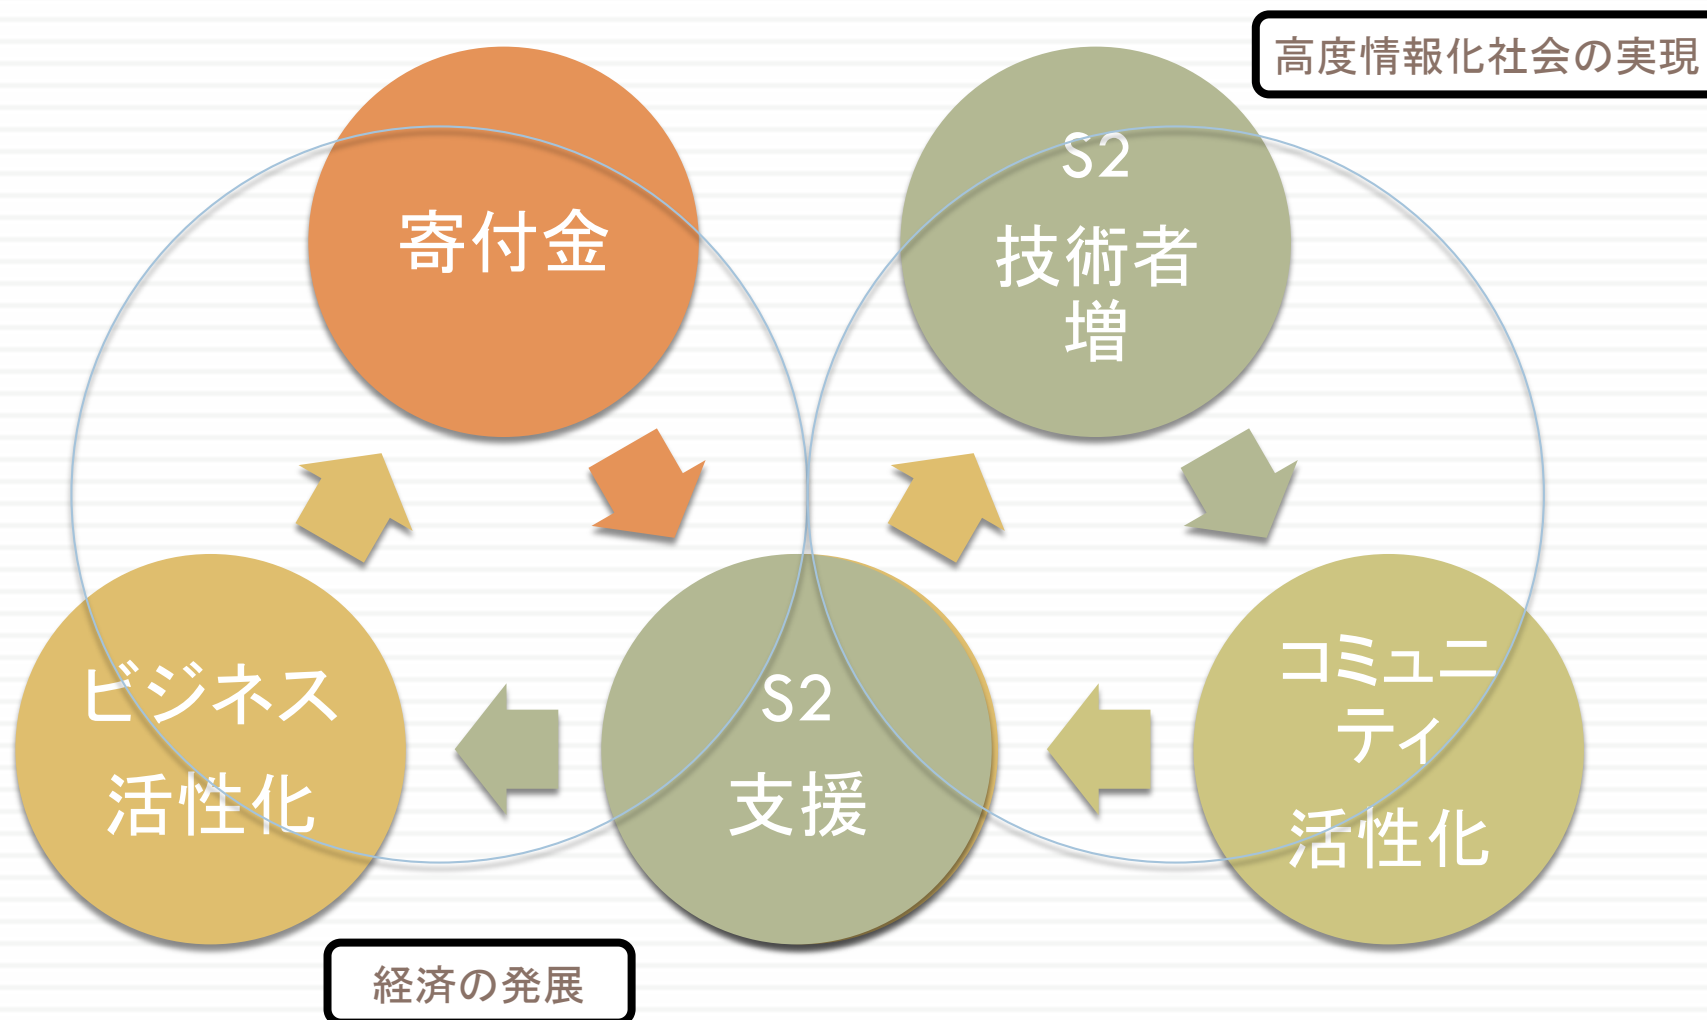 高度情報化社会の実現
寄付金
S2
技術者
増
ビジネス
活性化
S2
支援
コミュニ
ティ
活性化
経済の発展